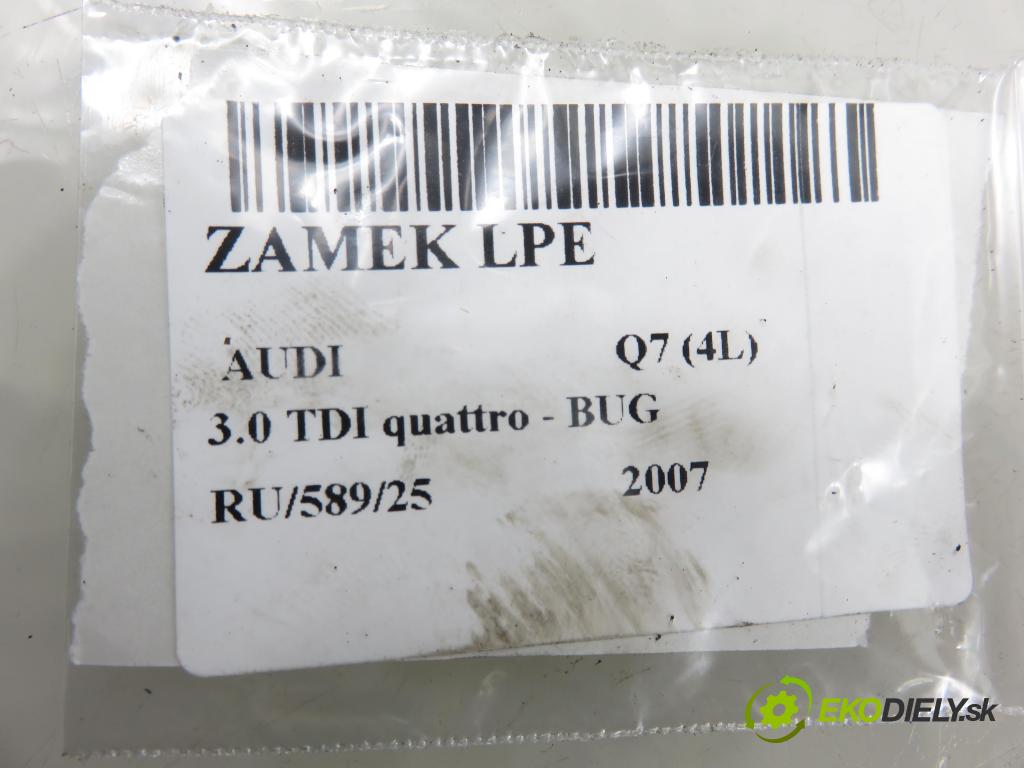 ZAMEK LPE
AUDI Q7 (4L)
3.0 TDI quattro - BUG
RU/589/25 2007
EKODIELY.sk